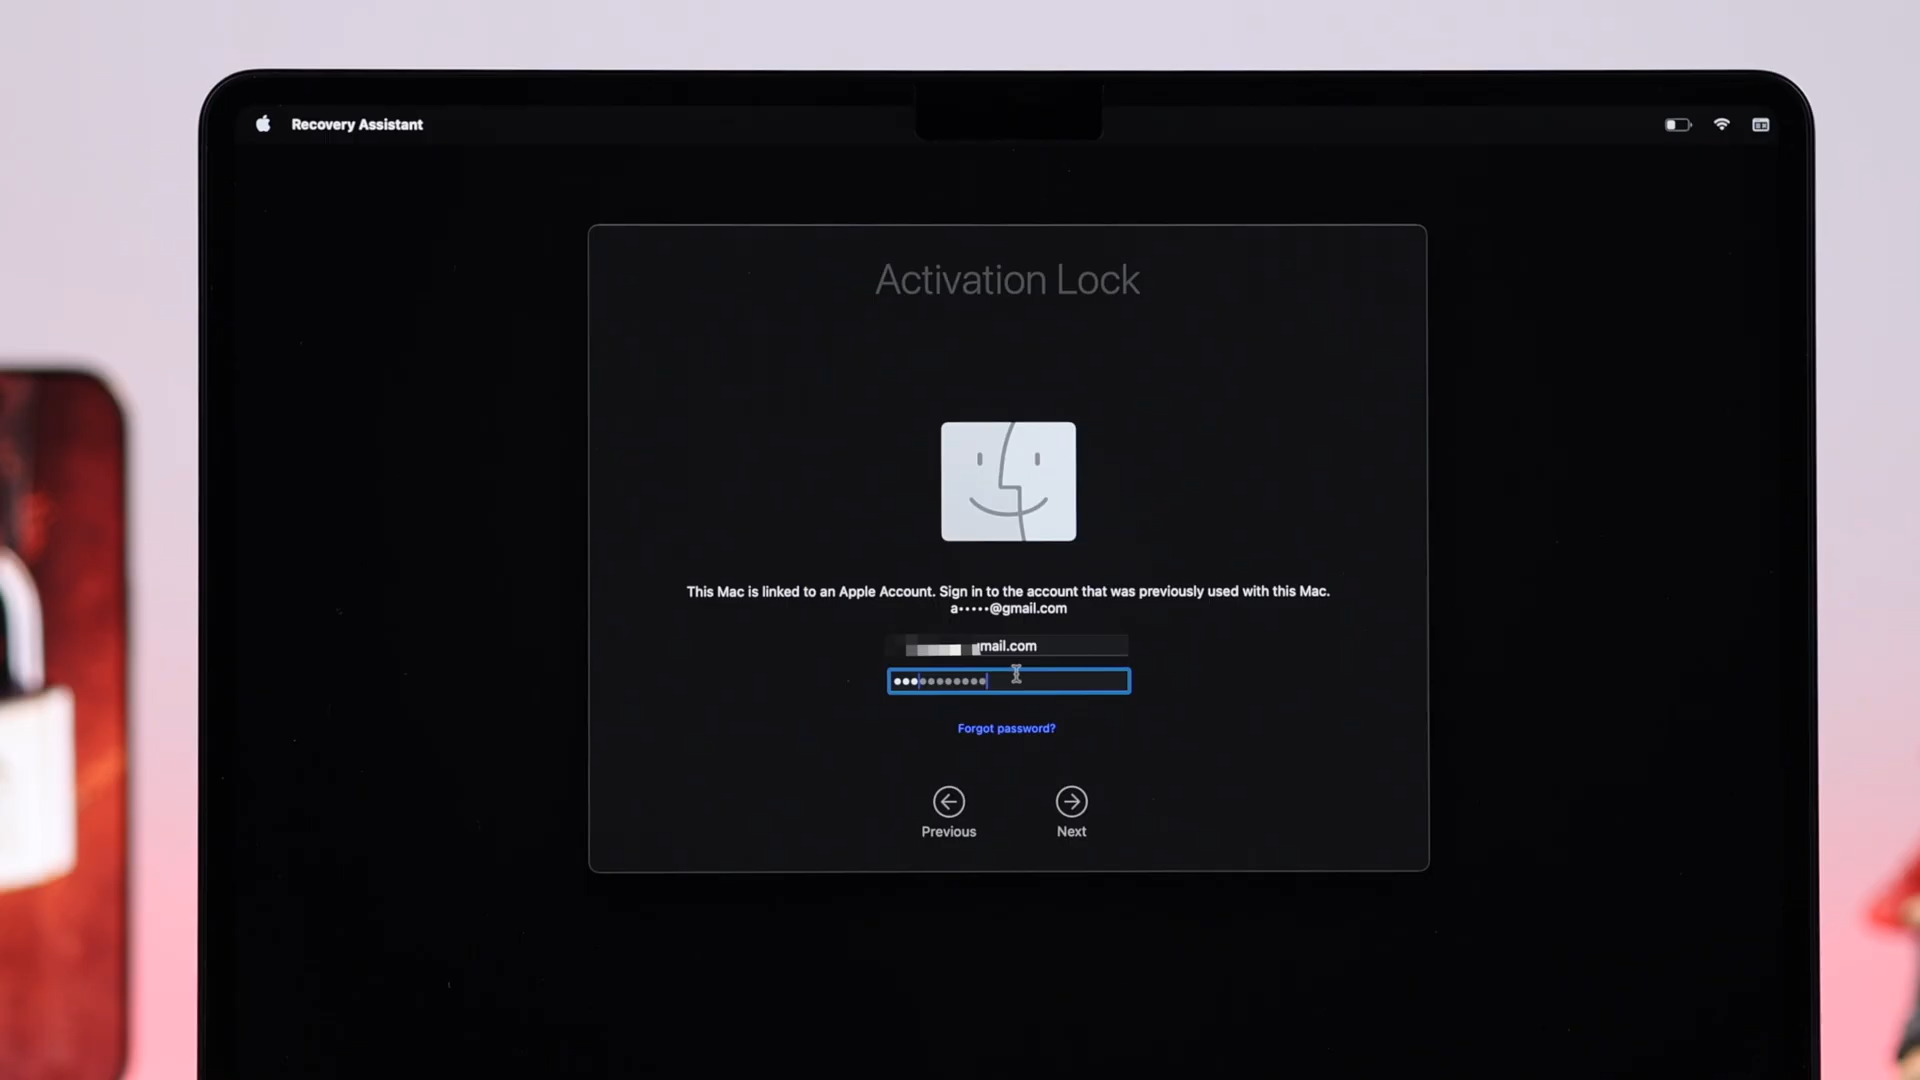 Recovery Assistant
Activation Lock
This Mac is linked to an Apple Account. Sign in to the account that was previously used with this Mac.
a•••••@gmail.com
mail.com
Forgot password?
Previous
Next